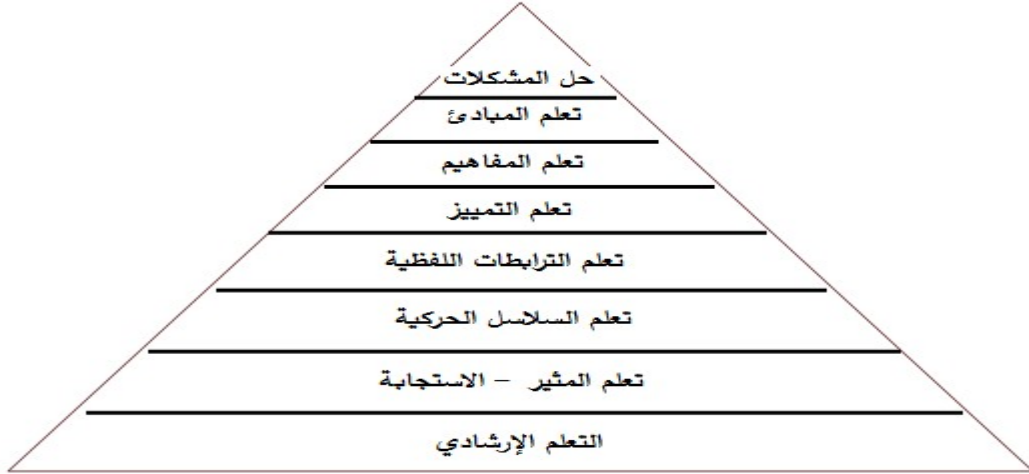 حل المشكلات
تعلم المبادئ
تعلم المفاهيم
تعلم التمييز
تعلم الترابطات اللفظية
تعلم السلاسل الحركية
تعلم المثير – الاستجابة
التعلم الإرشادي